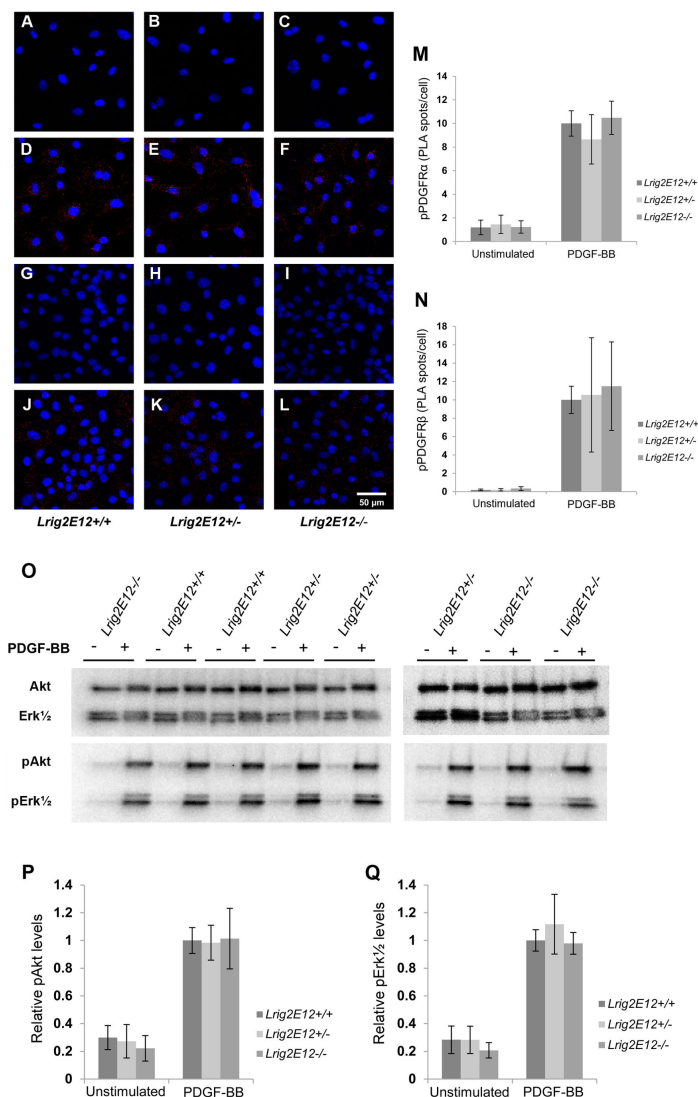 A
B
C
D
E
F
G
H
I
J
K
L
50 µm
Lrig2E12+/+
Lrig2E12+/-
Lrig2E12-/-
M
pPDGFRα (PLA spots/cell)
14
12
10
8
6
4
2
0
Unstimulated
PDGF-BB
Lrig2E12+/+
Lrig2E12+/-
Lrig2E12-/-
N
pPDGFRβ (PLA spots/cell)
18
16
14
12
10
8
6
4
2
0
Unstimulated
PDGF-BB
Lrig2E12+/+
Lrig2E12+/-
Lrig2E12-/-
O
Lrig2E12-/-
Lrig2E12+/+
Lrig2E12+/+
Lrig2E12+/-
Lrig2E12+/-
Lrig2E12+/-
Lrig2E12-/-
Lrig2E12-/-
PDGF-BB - + - + - + - + - + - + - + - +
Akt
Erk½
pAkt
pErk½
P
Relative pAkt levels
1.4
1.2
1
0.8
0.6
0.4
0.2
0
Unstimulated
PDGF-BB
Lrig2E12+/+
Lrig2E12+/-
Lrig2E12-/-
Q
Relative pErk½ levels
1.4
1.2
1
0.8
0.6
0.4
0.2
0
Unstimulated
PDGF-BB
Lrig2E12+/+
Lrig2E12+/-
Lrig2E12-/-